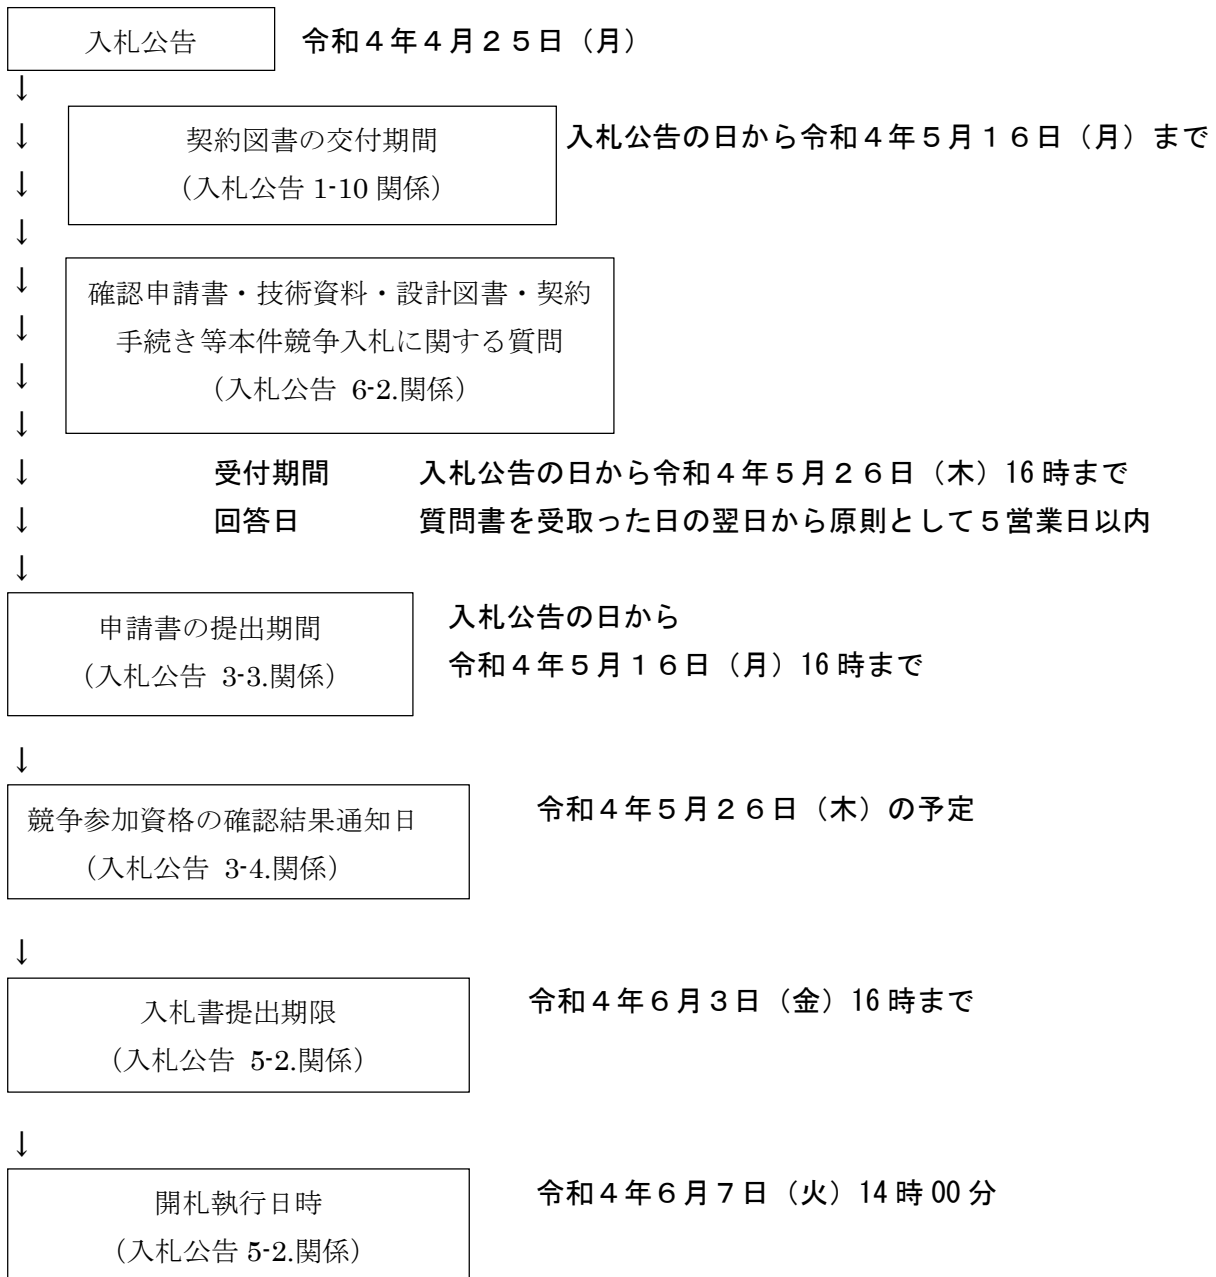 入札公告 令和４年４月２５日（月）
↓
↓ 契約図書の交付期間 入札公告の日から令和４年５月１６日（月）まで
↓ （入札公告 1-10 関係）
↓
↓ 確認申請書・技術資料・設計図書・契約
↓ 手続き等本件競争入札に関する質問
↓ （入札公告 6-2.関係）
↓
↓ 受付期間 入札公告の日から令和４年５月２６日（木）16 時まで
↓ 回答日 質問書を受取った日の翌日から原則として５営業日以内
↓
申請書の提出期間 入札公告の日から
（入札公告 3-3.関係） 令和４年５月１６日（月）16 時まで
↓
競争参加資格の確認結果通知日 令和４年５月２６日（木）の予定
（入札公告 3-4.関係）
↓
入札書提出期限 令和４年６月３日（金）16 時まで
（入札公告 5-2.関係）
↓
開札執行日時 令和４年６月７日（火）14 時 00 分
（入札公告 5-2.関係）